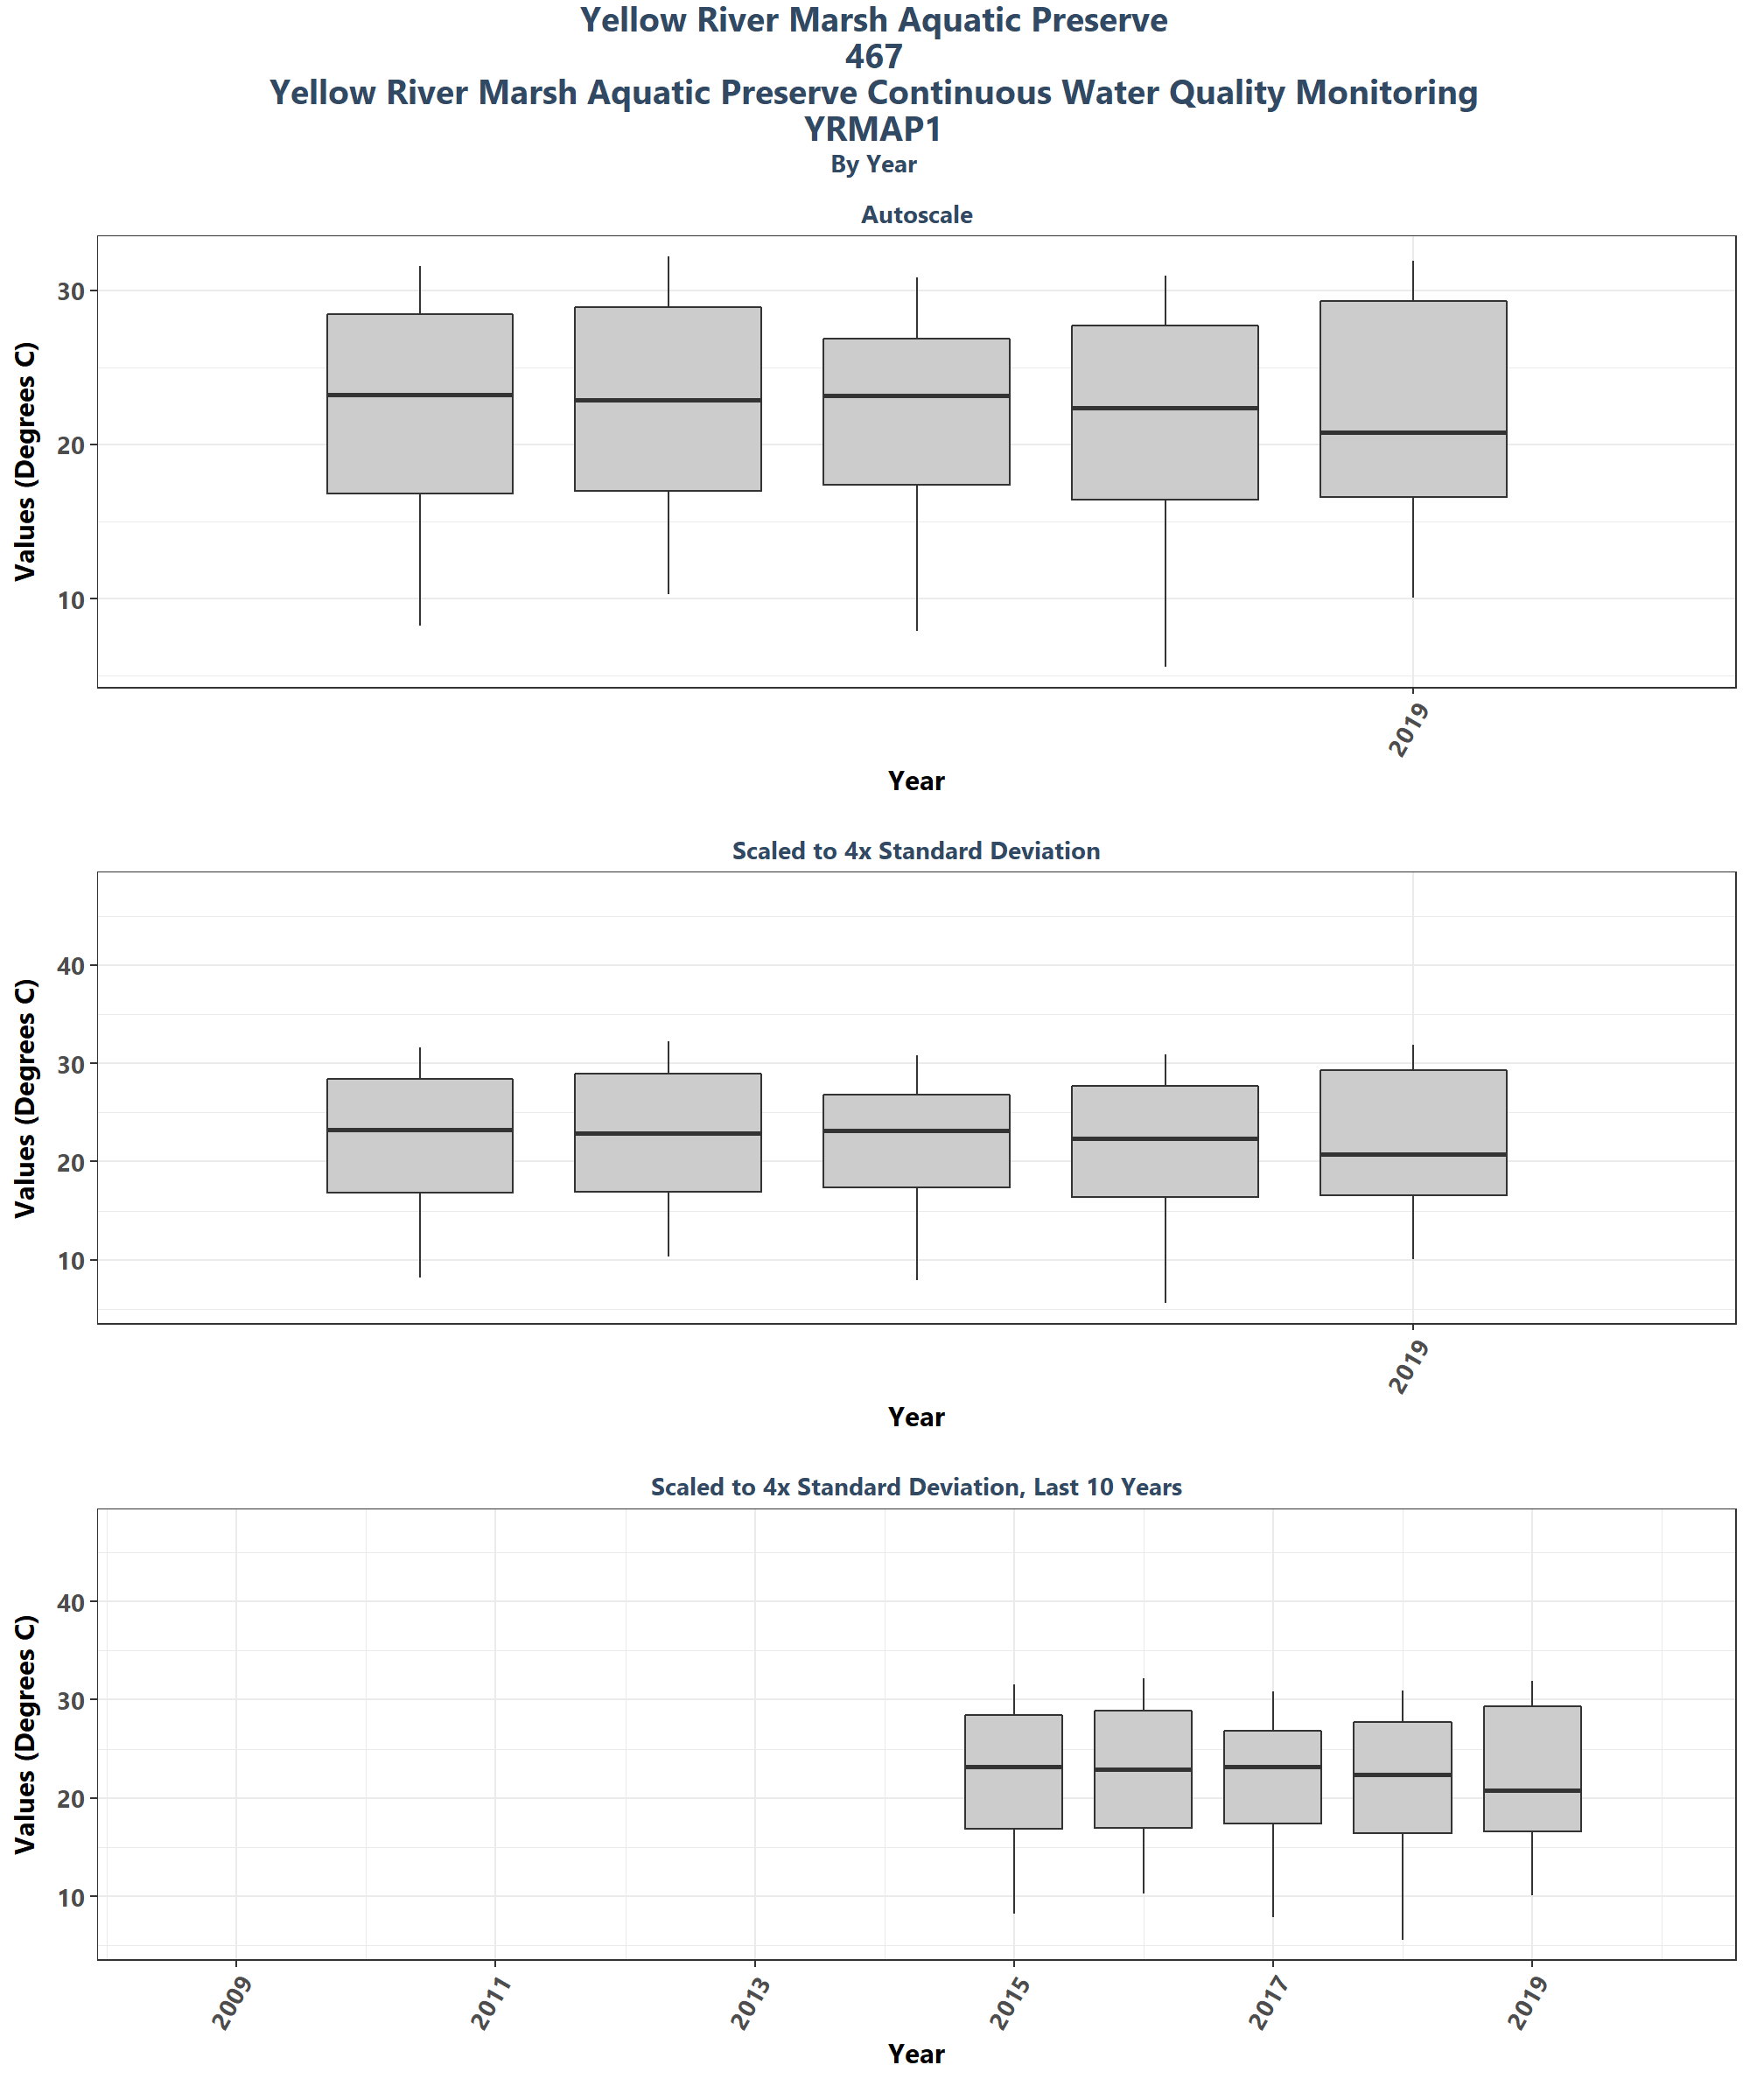 Yellow River Marsh Aquatic Preserve
467
Yellow River Marsh Aquatic Preserve Continuous Water Quality Monitoring
YRMAP1
By Year
Autoscale
Values (Degrees C)
30
20
10
2019
Year
Scaled to 4x Standard Deviation
Values (Degrees C)
40
30
20
10
2019
Year
Scaled to 4x Standard Deviation, Last 10 Years
Values (Degrees C)
40
30
20
10
2009 2011 2013 2015 2017 2019
Year